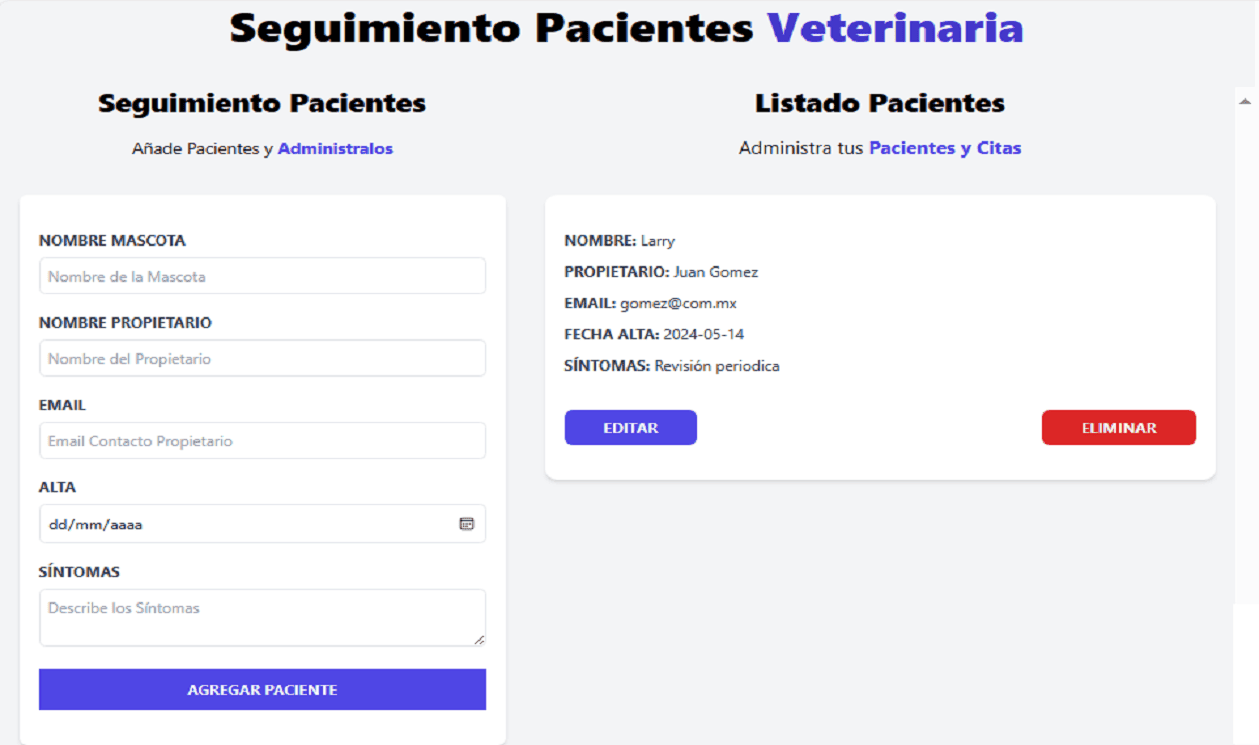 Seguimiento Pacientes Veterinaria
Seguimiento Pacientes
Añade Pacientes y Administralos
NOMBRE MASCOTA
Nombre de la Mascota
NOMBRE PROPIETARIO
Nombre del Propietario
EMAIL
Email Contacto Propietario
ALTA
dd/mm/aaaa
SÍNTOMAS
Describe los Síntomas
AGREGAR PACIENTE
Listado Pacientes
Administra tus Pacientes y Citas
NOMBRE: Larry
PROPIETARIO: Juan Gomez
EMAIL: gomez@com.mx
FECHA ALTA: 2024-05-14
SÍNTOMAS: Revisión periodica
EDITAR
ELIMINAR